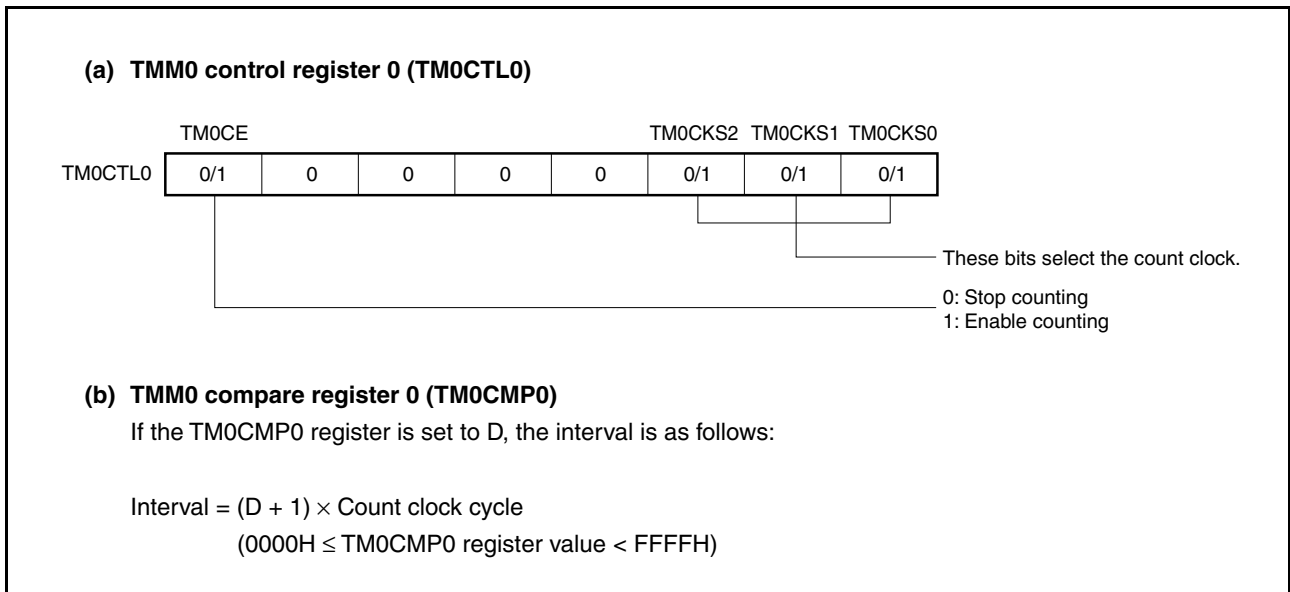 (a) TMM0 control register 0 (TM0CTL0)
TM0CE TM0CKS2 TM0CKS1 TM0CKS0
TM0CTL0 0/1 0 0 0 0 0/1 0/1 0/1
These bits select the count clock.
0: Stop counting
1: Enable counting
(b) TMM0 compare register 0 (TM0CMP0)
If the TM0CMP0 register is set to D, the interval is as follows:
Interval = (D + 1) × Count clock cycle
(0000H ≤ TM0CMP0 register value < FFFFH)